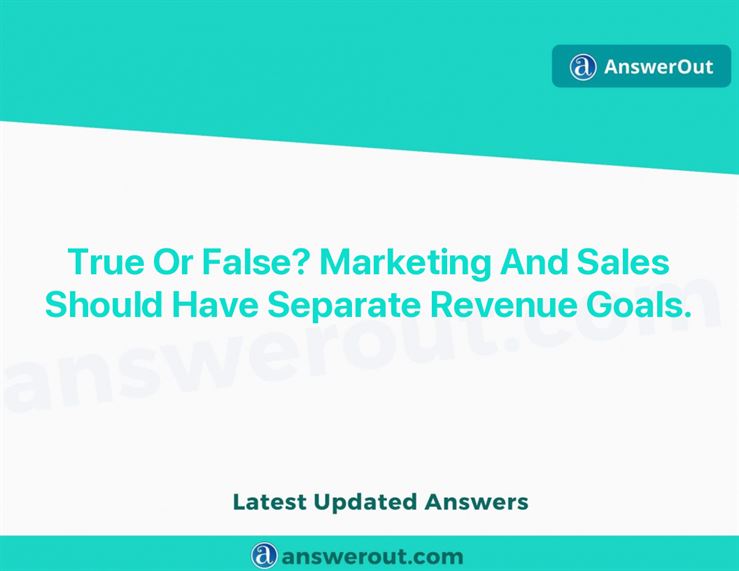 AnswerOut
True Or False? Marketing And Sales
Should Have Separate Revenue Goals.
answerout.com
Latest Updated Answers
answerout.com